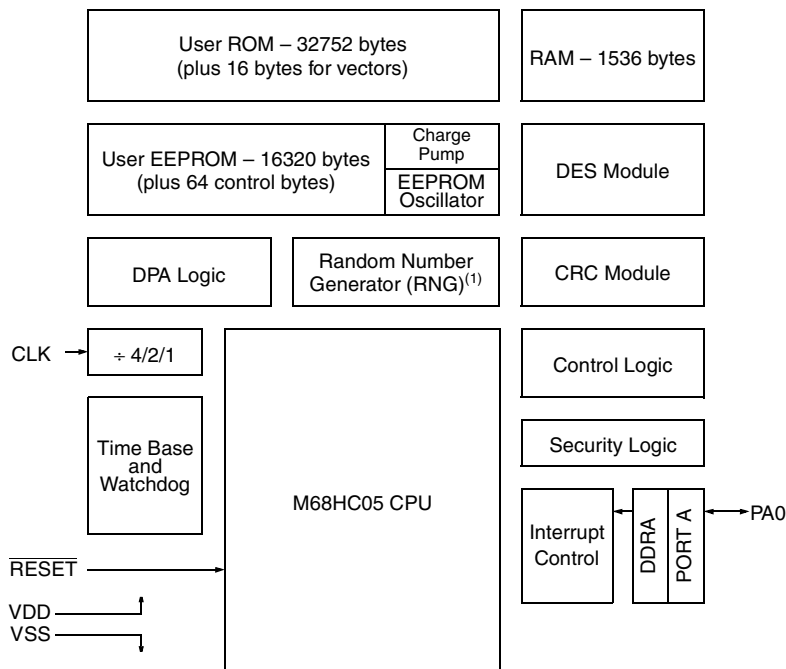 User ROM – 32752 bytes
(plus 16 bytes for vectors)
RAM – 1536 bytes
User EEPROM – 16320 bytes
(plus 64 control bytes)
Charge
Pump
EEPROM
Oscillator
DES Module
DPA Logic
Random Number
Generator (RNG)(1)
CRC Module
CLK
÷ 4/2/1
Control Logic
Time Base
and
Watchdog
M68HC05 CPU
Security Logic
Interrupt
Control
DDRA
PORT A
PA0
RESET
VDD
VSS